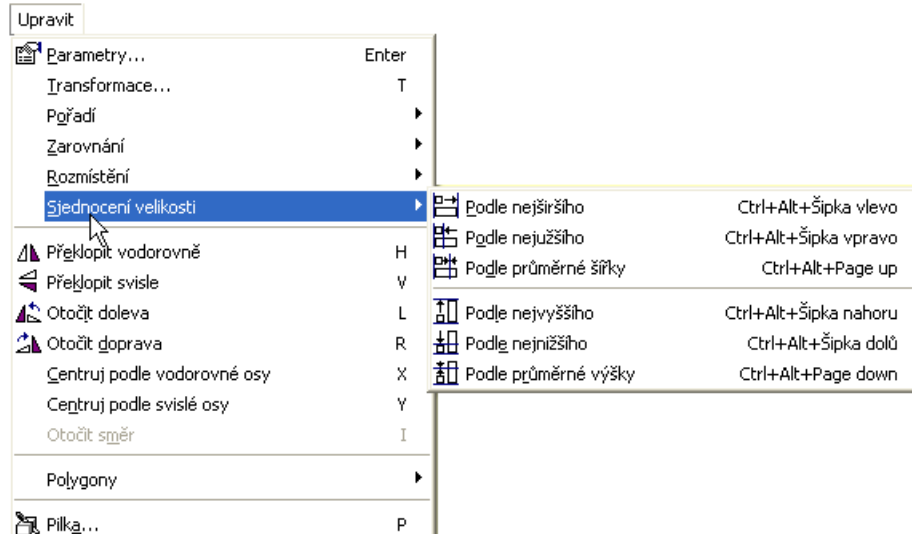 Upravit
Parametry... Enter
Transformace... T
Pořadí
Zarovnání
Rozmístění
Sjednocení velikosti
Podle nejširšího Ctrl+Alt+Šipka vlevo
Podle nejužšího Ctrl+Alt+Šipka vpravo
Podle průměrné šířky Ctrl+Alt+Page up
Podle nejvyššího Ctrl+Alt+Šipka nahoru
Podle nejnižšího Ctrl+Alt+Šipka dolů
Podle průměrné výšky Ctrl+Alt+Page down
Překlopit vodorovně H
Překlopit svisle V
Otočit doleva L
Otočit doprava R
Centruj podle vodorovné osy X
Centruj podle svislé osy Y
Otočit směr I
Polygony
Pilka... P